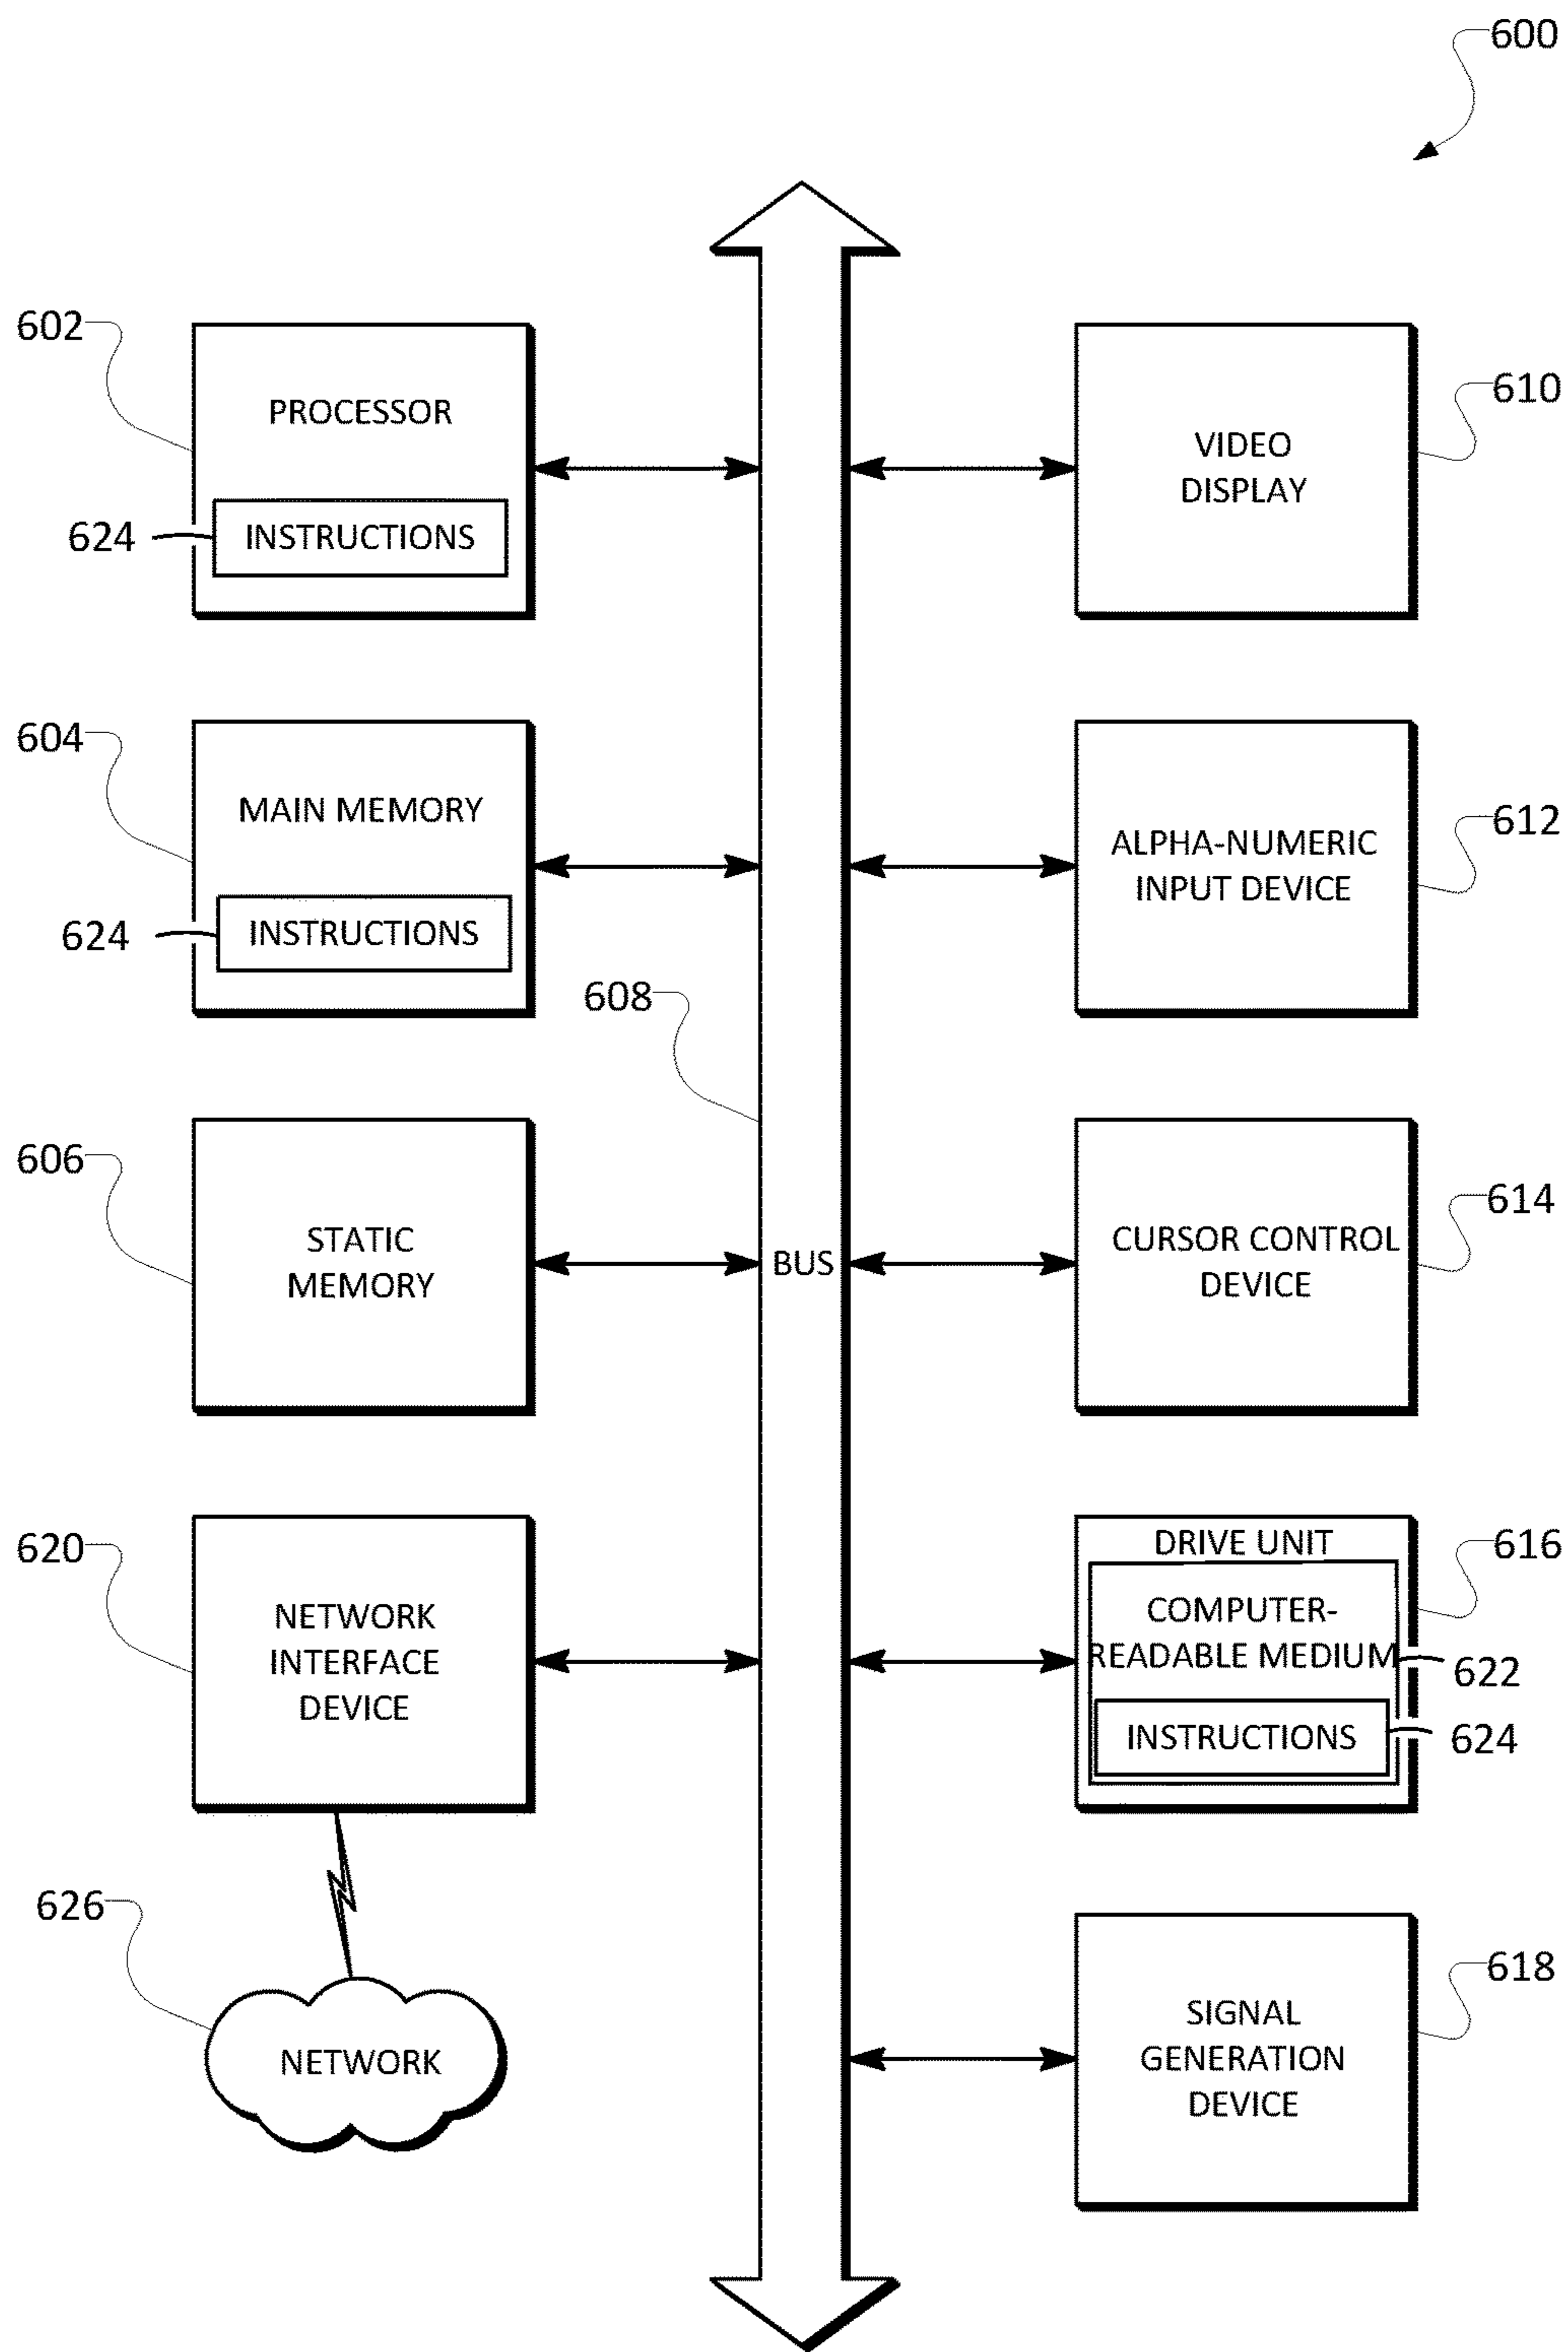 600
602
PROCESSOR
624
INSTRUCTIONS
610
VIDEO
DISPLAY
604
MAIN MEMORY
624
INSTRUCTIONS
612
ALPHA-NUMERIC
INPUT DEVICE
608
BUS
606
STATIC
MEMORY
614
CURSOR CONTROL
DEVICE
620
NETWORK
INTERFACE
DEVICE
616
DRIVE UNIT
COMPUTER-
READABLE MEDIUM
622
INSTRUCTIONS
624
626
NETWORK
618
SIGNAL
GENERATION
DEVICE